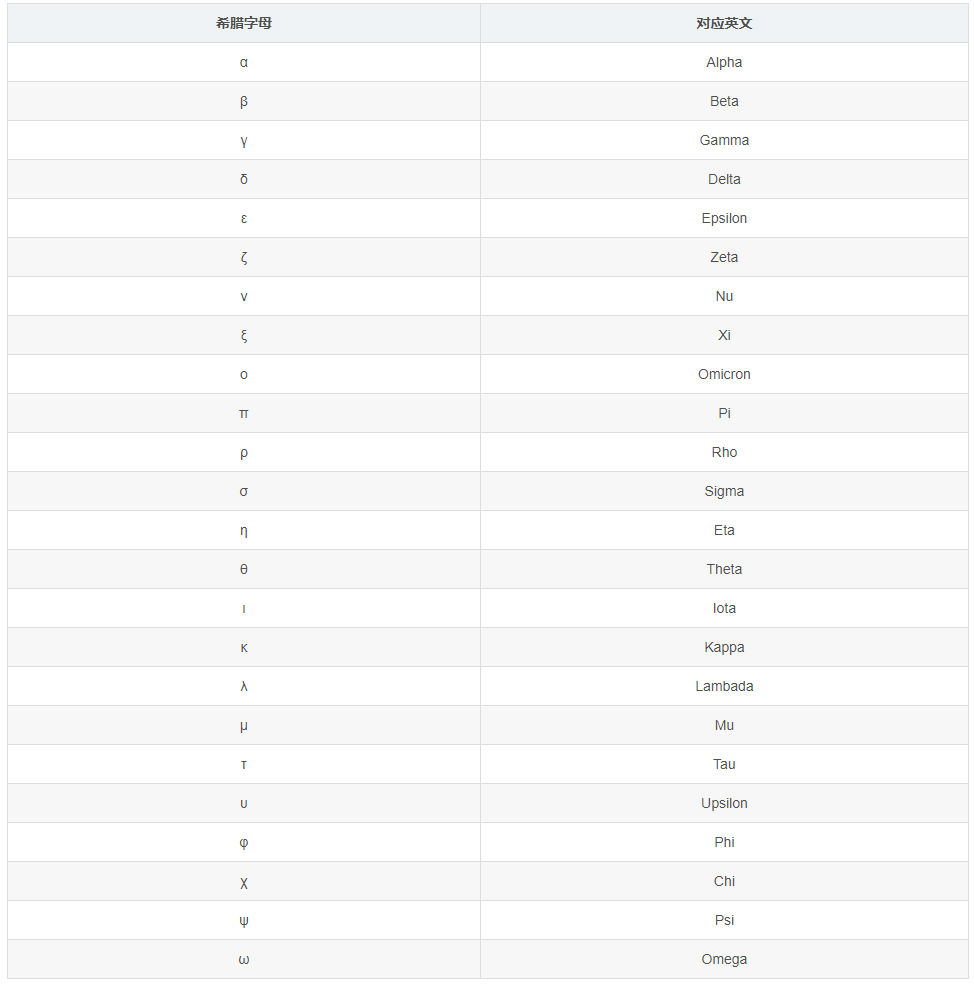 希腊字母 对应英文
α Alpha
β Beta
γ Gamma
δ Delta
ε Epsilon
ζ Zeta
ν Nu
ξ Xi
ο Omicron
π Pi
ρ Rho
σ Sigma
η Eta
θ Theta
ι Iota
κ Kappa
λ Lambada
μ Mu
τ Tau
υ Upsilon
φ Phi
χ Chi
ψ Psi
ω Omega